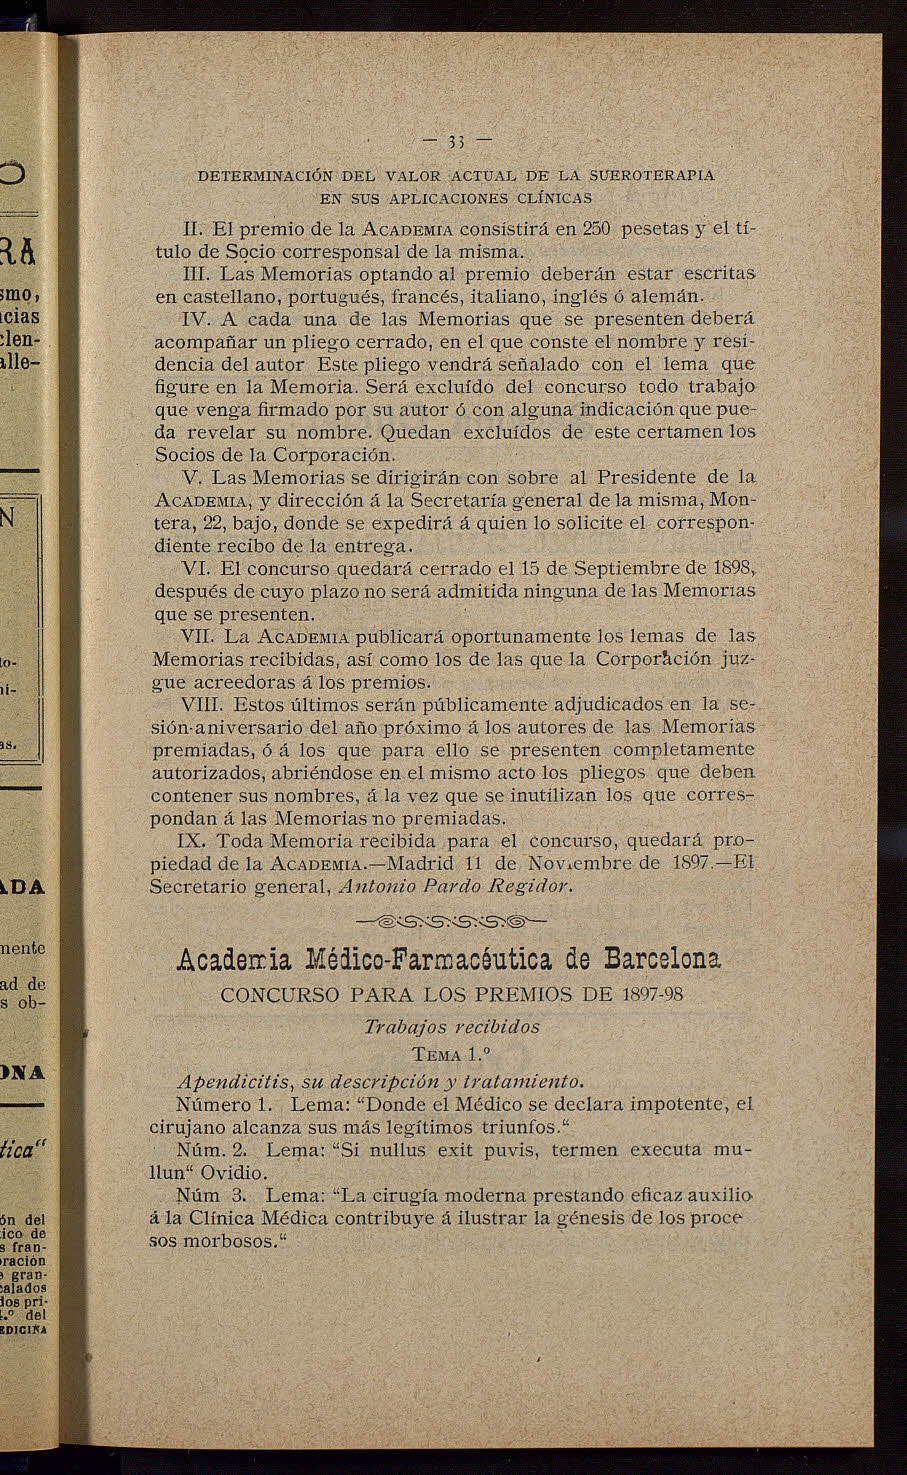 — 33 —
DETERMINACIÓN DEL VALOR ACTUAL DE LA SUEROTERAPIA
EN SUS APLICACIONES CLÍNICAS
II. El premio de la ACADEMIA consistirá en 250 pesetas y el tí-
tulo de Socio corresponsal de la misma.
III. Las Memorias optando al premio deberán estar escritas
en castellano, portugués, francés, italiano, inglés ó alemán.
IV. A cada una de las Memorias que se presenten deberá
acompañar un pliego cerrado, en el que conste el nombre y resi-
dencia del autor Este pliego vendrá señalado con el lema que
figure en la Memoria. Será excluído del concurso todo trabajo
que venga firmado por su autor ó con alguna indicación que pue-
da revelar su nombre. Quedan excluídos de este certamen los
Socios de la Corporación.
V. Las Memorias se dirigirán con sobre al Presidente de la
ACADEMIA, y dirección á la Secretaría general de la misma, Mon-
tera, 22, bajo, donde se expedirá á quien lo solicite el correspon-
diente recibo de la entrega.
VI. El concurso quedará cerrado el 15 de Septiembre de 1898,
después de cuyo plazo no será admitida ninguna de las Memorias
que se presenten.
VII. La ACADEMIA publicará oportunamente los lemas de las
Memorias recibidas, así como los de las que la Corporación juz-
gue acreedoras á los premios.
VIII. Estos últimos serán públicamente adjudicados en la se-
sión-aniversario del año próximo á los autores de las Memorias
premiadas, ó á los que para ello se presenten completamente
autorizados, abriéndose en el mismo acto los pliegos que deben
contener sus nombres, á la vez que se inutilizan los que corres-
pondan á las Memorias no premiadas.
IX. Toda Memoria recibida para el concurso, quedará pro-
piedad de la ACADEMIA.—Madrid 11 de Noviembre de 1897.—El
Secretario general, Antonio Pardo Regidor.
Academia Médico-Farmacéutica de Barcelona
CONCURSO PARA LOS PREMIOS DE 1897-98
Trabajos recibidos
TEMA 1.º
Apendicitis, su descripción y tratamiento.
Número 1. Lema: “Donde el Médico se declara impotente, el
cirujano alcanza sus más legítimos triunfos.“
Núm. 2. Lema: “Si nullus exit puvis, termen executa mu-
llun“ Ovidio.
Núm 3. Lema: “La cirugía moderna prestando eficaz auxilio
á la Clínica Médica contribuye á ilustrar la génesis de los proce
sos morbosos.“